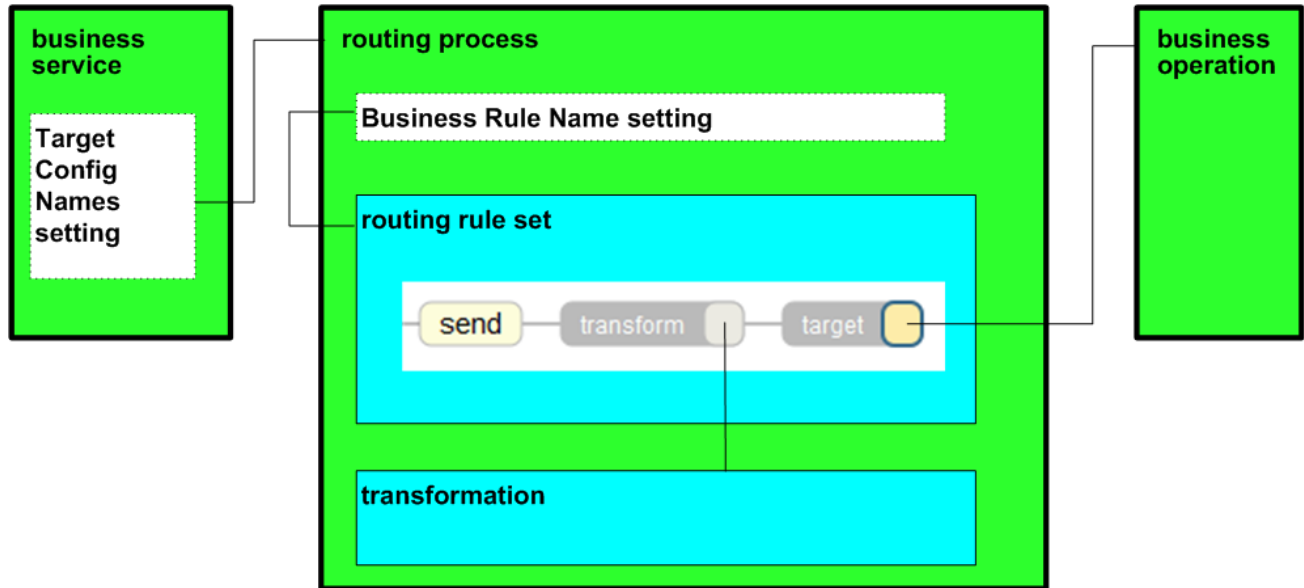 business
service
Target
Config
Names
setting
routing process
Business Rule Name setting
routing rule set
send transform target
transformation
business
operation